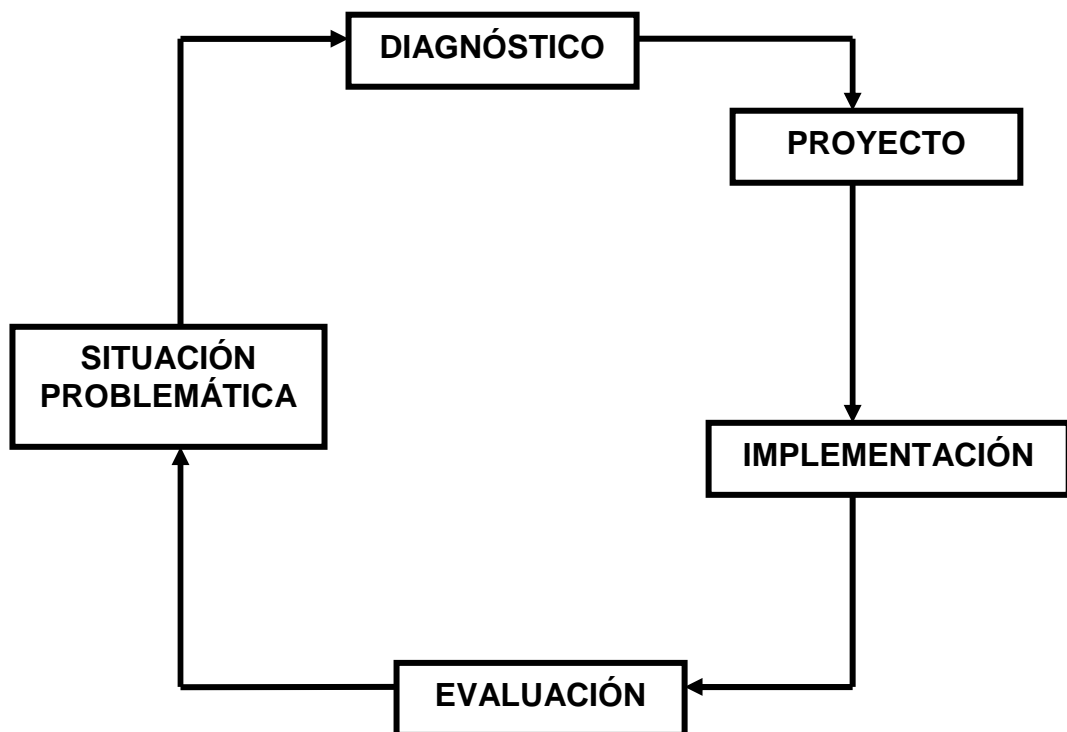 DIAGNÓSTICO
PROYECTO
SITUACIÓN
PROBLEMÁTICA
IMPLEMENTACIÓN
EVALUACIÓN